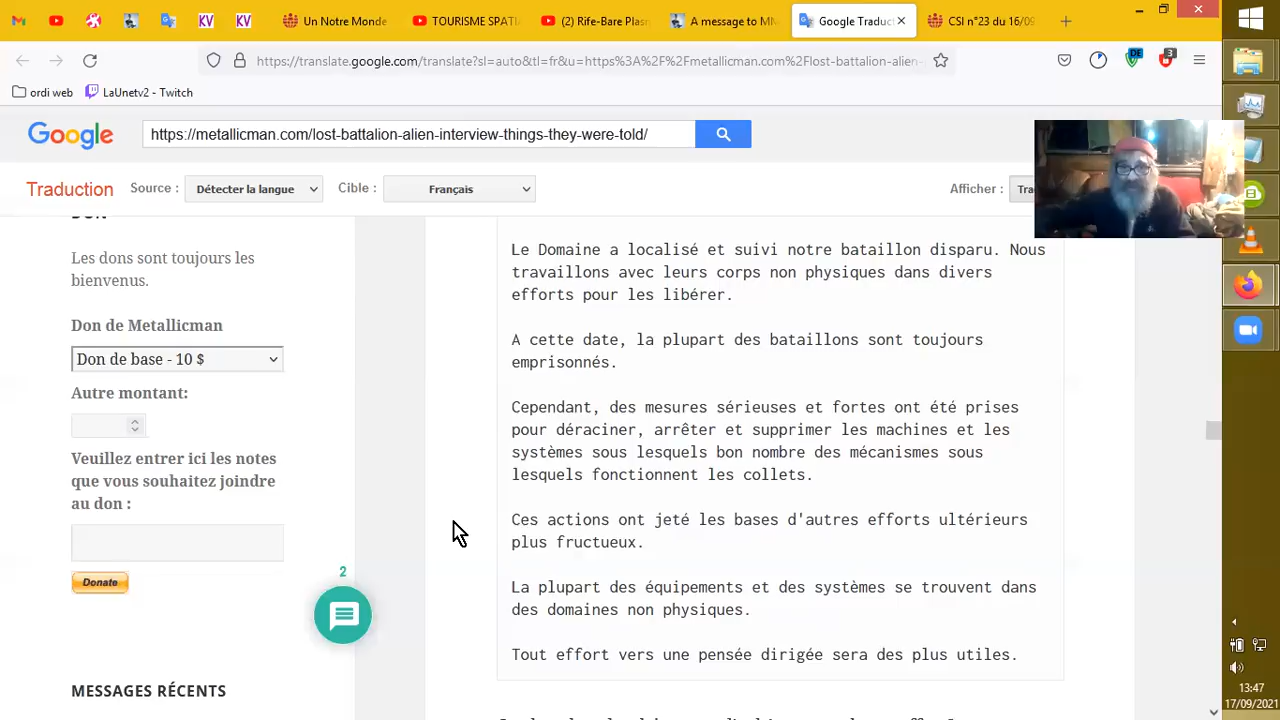 Un Notre Monde
TOURISME SPATI
(2) Rife-Bare Plasm
A message to MN
Google Traduct
CSI n°23 du 16/09
https://translate.google.com/translate?sl=auto&tl=fr&u=https%3A%2F%2Fmetallicman.com%2Flost-battalion-alien-
DE
3
ordi web
LaUnetv2 - Twitch
Google
https://metallicman.com/lost-battalion-alien-interview-things-they-were-told/
Traduction
Source :
Détecter la langue
Cible :
Français
Afficher :
Tra
DON
Les dons sont toujours les
bienvenus.
Don de Metallicman
Don de base - 10 $
Autre montant:
Veuillez entrer ici les notes
que vous souhaitez joindre
au don :
Donate
2
MESSAGES RÉCENTS
Le Domaine a localisé et suivi notre bataillon disparu. Nous
travaillons avec leurs corps non physiques dans divers
efforts pour les libérer.
A cette date, la plupart des bataillons sont toujours
emprisonnés.
Cependant, des mesures sérieuses et fortes ont été prises
pour déraciner, arrêter et supprimer les machines et les
systèmes sous lesquels bon nombre des mécanismes sous
lesquels fonctionnent les collets.
Ces actions ont jeté les bases d'autres efforts ultérieurs
plus fructueux.
La plupart des équipements et des systèmes se trouvent dans
des domaines non physiques.
Tout effort vers une pensée dirigée sera des plus utiles.
13:47
17/09/2021